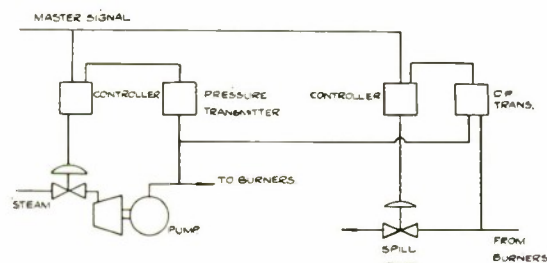 MASTER SIGNAL
CONTROLLER
PRESSURE
TRANSMITTER
CONTROLLER
D/P
TRANS.
TO BURNERS
STEAM
PUMP
SPILL
FROM
BURNERS